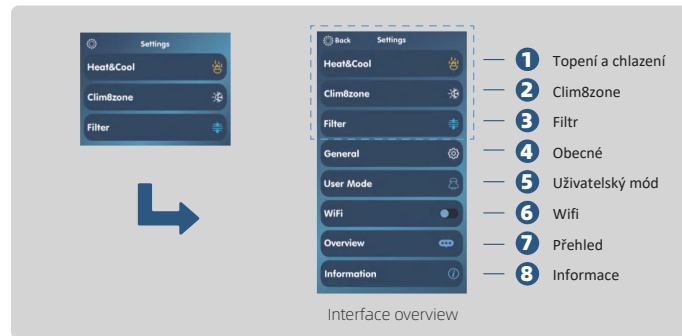 Settings
Heat&Cool
Clim8zone
Filter
Back Settings
Heat&Cool
Clim8zone
Filter
General
User Mode
WiFi
Overview
Information
1 Topení a chlazení
2 Clim8zone
3 Filtr
4 Obecné
5 Uživatelský mód
6 Wifi
7 Přehled
8 Informace
Interface overview